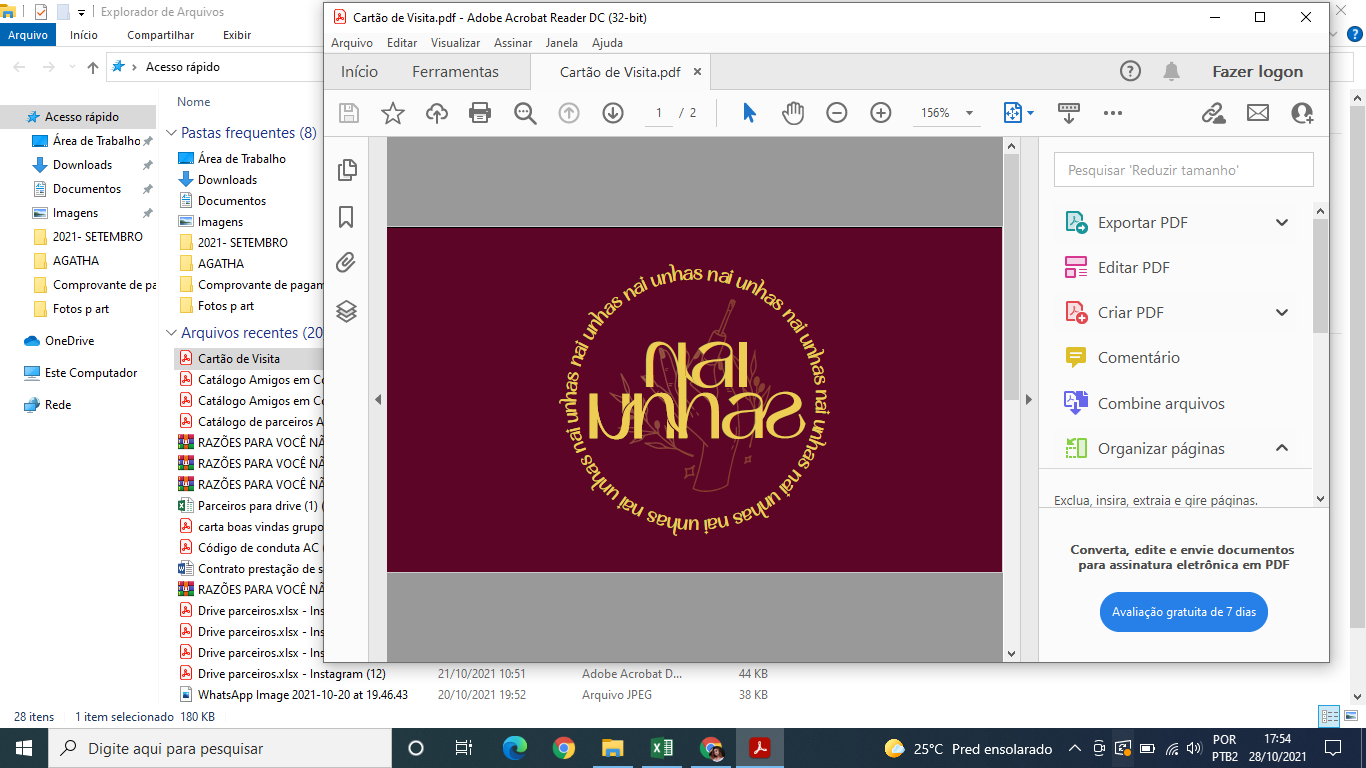 Explorador de Arquivos
Arquivo
Início
Compartilhar
Exibir
Acesso rápido
Acesso rápido
Área de Trabalho
Downloads
Documentos
Imagens
2021- SETEMBRO
AGATHA
Comprovante de pa
Fotos p art
OneDrive
Este Computador
Rede
Nome
Pastas frequentes (8)
Área de Trabalho
Downloads
Documentos
Imagens
2021- SETEMBRO
AGATHA
Comprovante de pagam
Fotos p art
Arquivos recentes (20
Cartão de Visita
Catálogo Amigos em Co
Catálogo Amigos em Co
Catálogo de parceiros A
RAZÕES PARA VOCÊ NÃ
RAZÕES PARA VOCÊ NÃ
RAZÕES PARA VOCÊ NÃ
Parceiros para drive (1) (
carta boas vindas grupo
Código de conduta AC (
Contrato prestação de s
RAZÕES PARA VOCÊ NÃ
Drive parceiros.xlsx - Ins
Drive parceiros.xlsx - Ins
Drive parceiros.xlsx - Ins
Drive parceiros.xlsx - Instagram (12) 21/10/2021 10:51 Adobe Acrobat D... 44 KB
WhatsApp Image 2021-10-20 at 19.46.43 20/10/2021 19:52 Arquivo JPEG 38 KB
28 itens 1 item selecionado 180 KB
Cartão de Visita.pdf - Adobe Acrobat Reader DC (32-bit)
Arquivo Editar Visualizar Assinar Janela Ajuda
Início Ferramentas Cartão de Visita.pdf × Fazer logon
1 / 2 156%
nai unhas nai unhas nai unhas nai unhas nai unhas nai unhas nai unhas nai unhas nai unhas
nai
unhas
Pesquisar 'Reduzir tamanho'
Exportar PDF
Editar PDF
Criar PDF
Comentário
Combine arquivos
Organizar páginas
Exclua, insira, extraia e gire páginas.
Converta, edite e envie documentos
para assinatura eletrônica em PDF
Avaliação gratuita de 7 dias
Digite aqui para pesquisar
25°C Pred ensolarado
POR
PTB2
17:54
28/10/2021